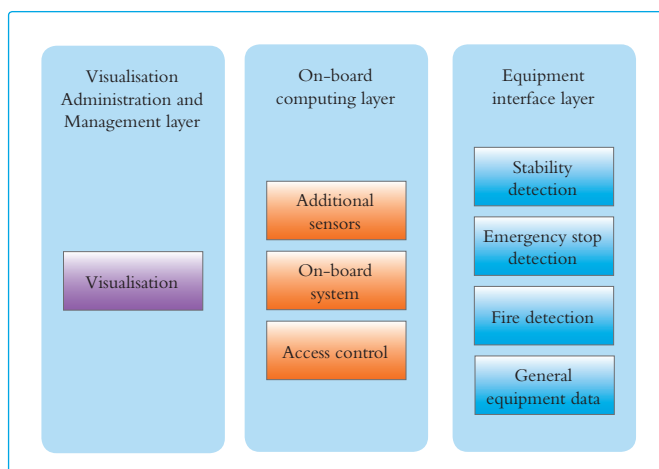 Visualisation
Administration and
Management layer
Visualisation
On-board
computing layer
Additional
sensors
On-board
system
Access control
Equipment
interface layer
Stability
detection
Emergency stop
detection
Fire detection
General
equipment data